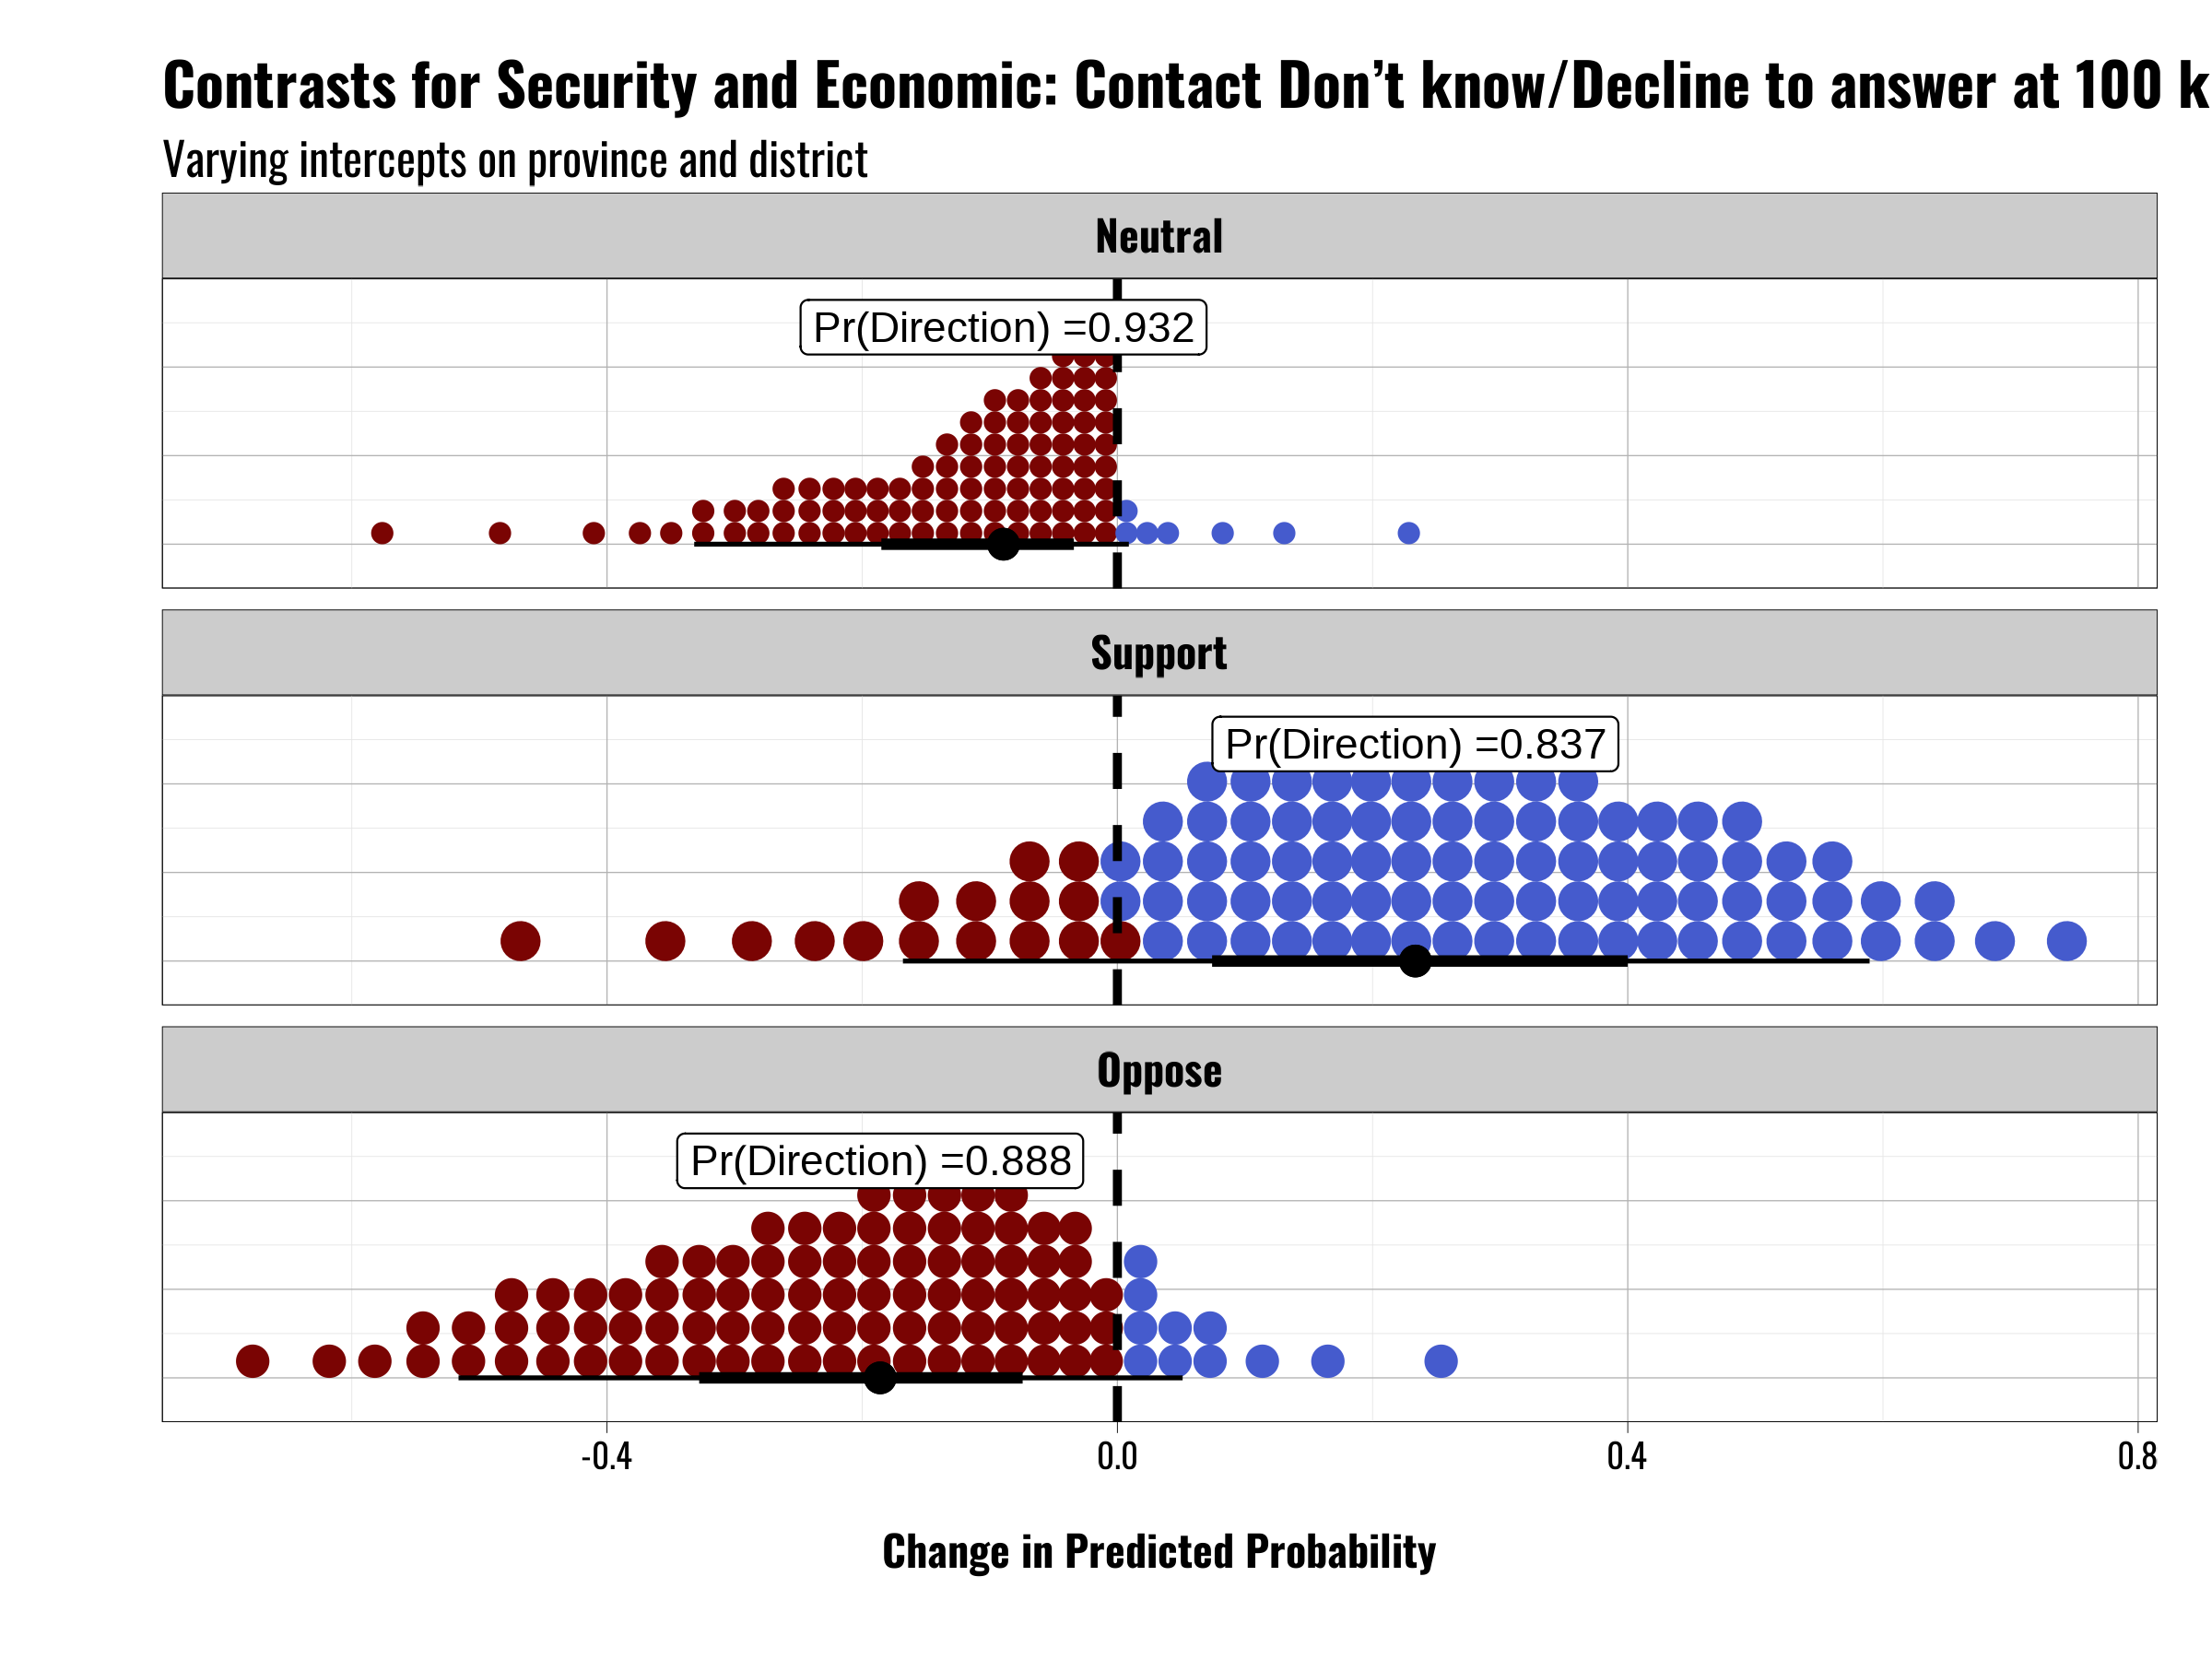 Contrasts for Security and Economic: Contact Don’t know/Decline to answer at 100 k
Varying intercepts on province and district
Neutral
Pr(Direction) =0.932
Support
Pr(Direction) =0.837
Oppose
Pr(Direction) =0.888
-0.4 0.0 0.4 0.8
Change in Predicted Probability